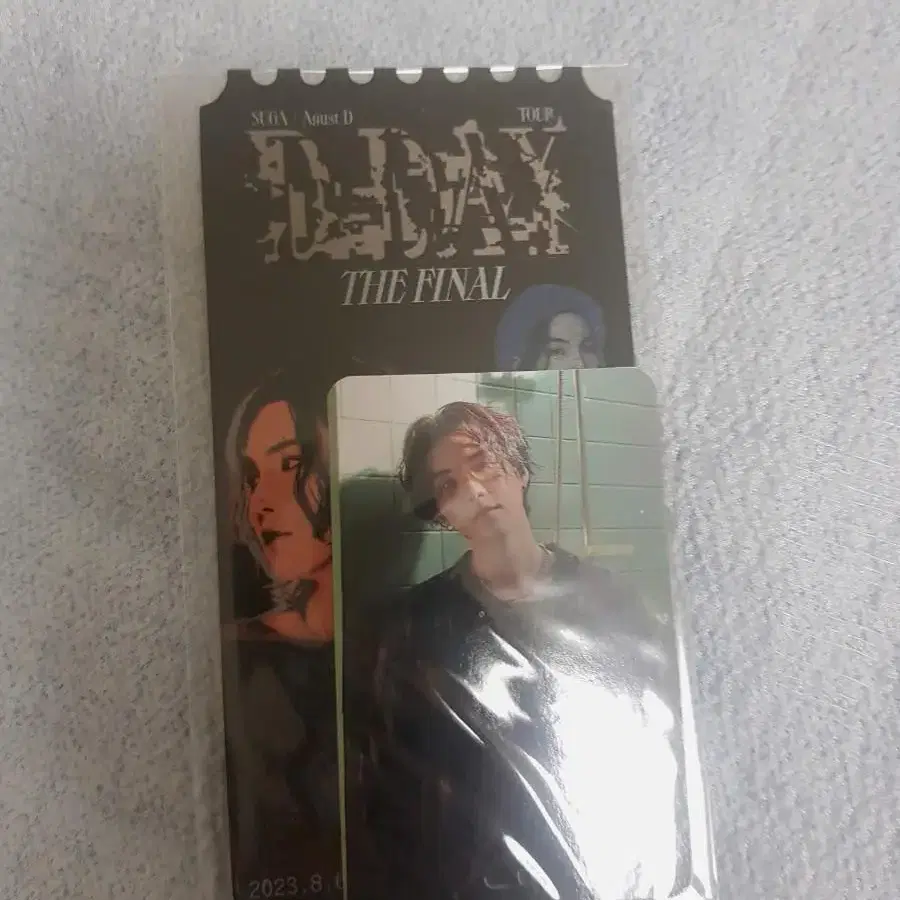 SUGA | Agust D TOUR
D-DAY
THE FINAL
2023.8.